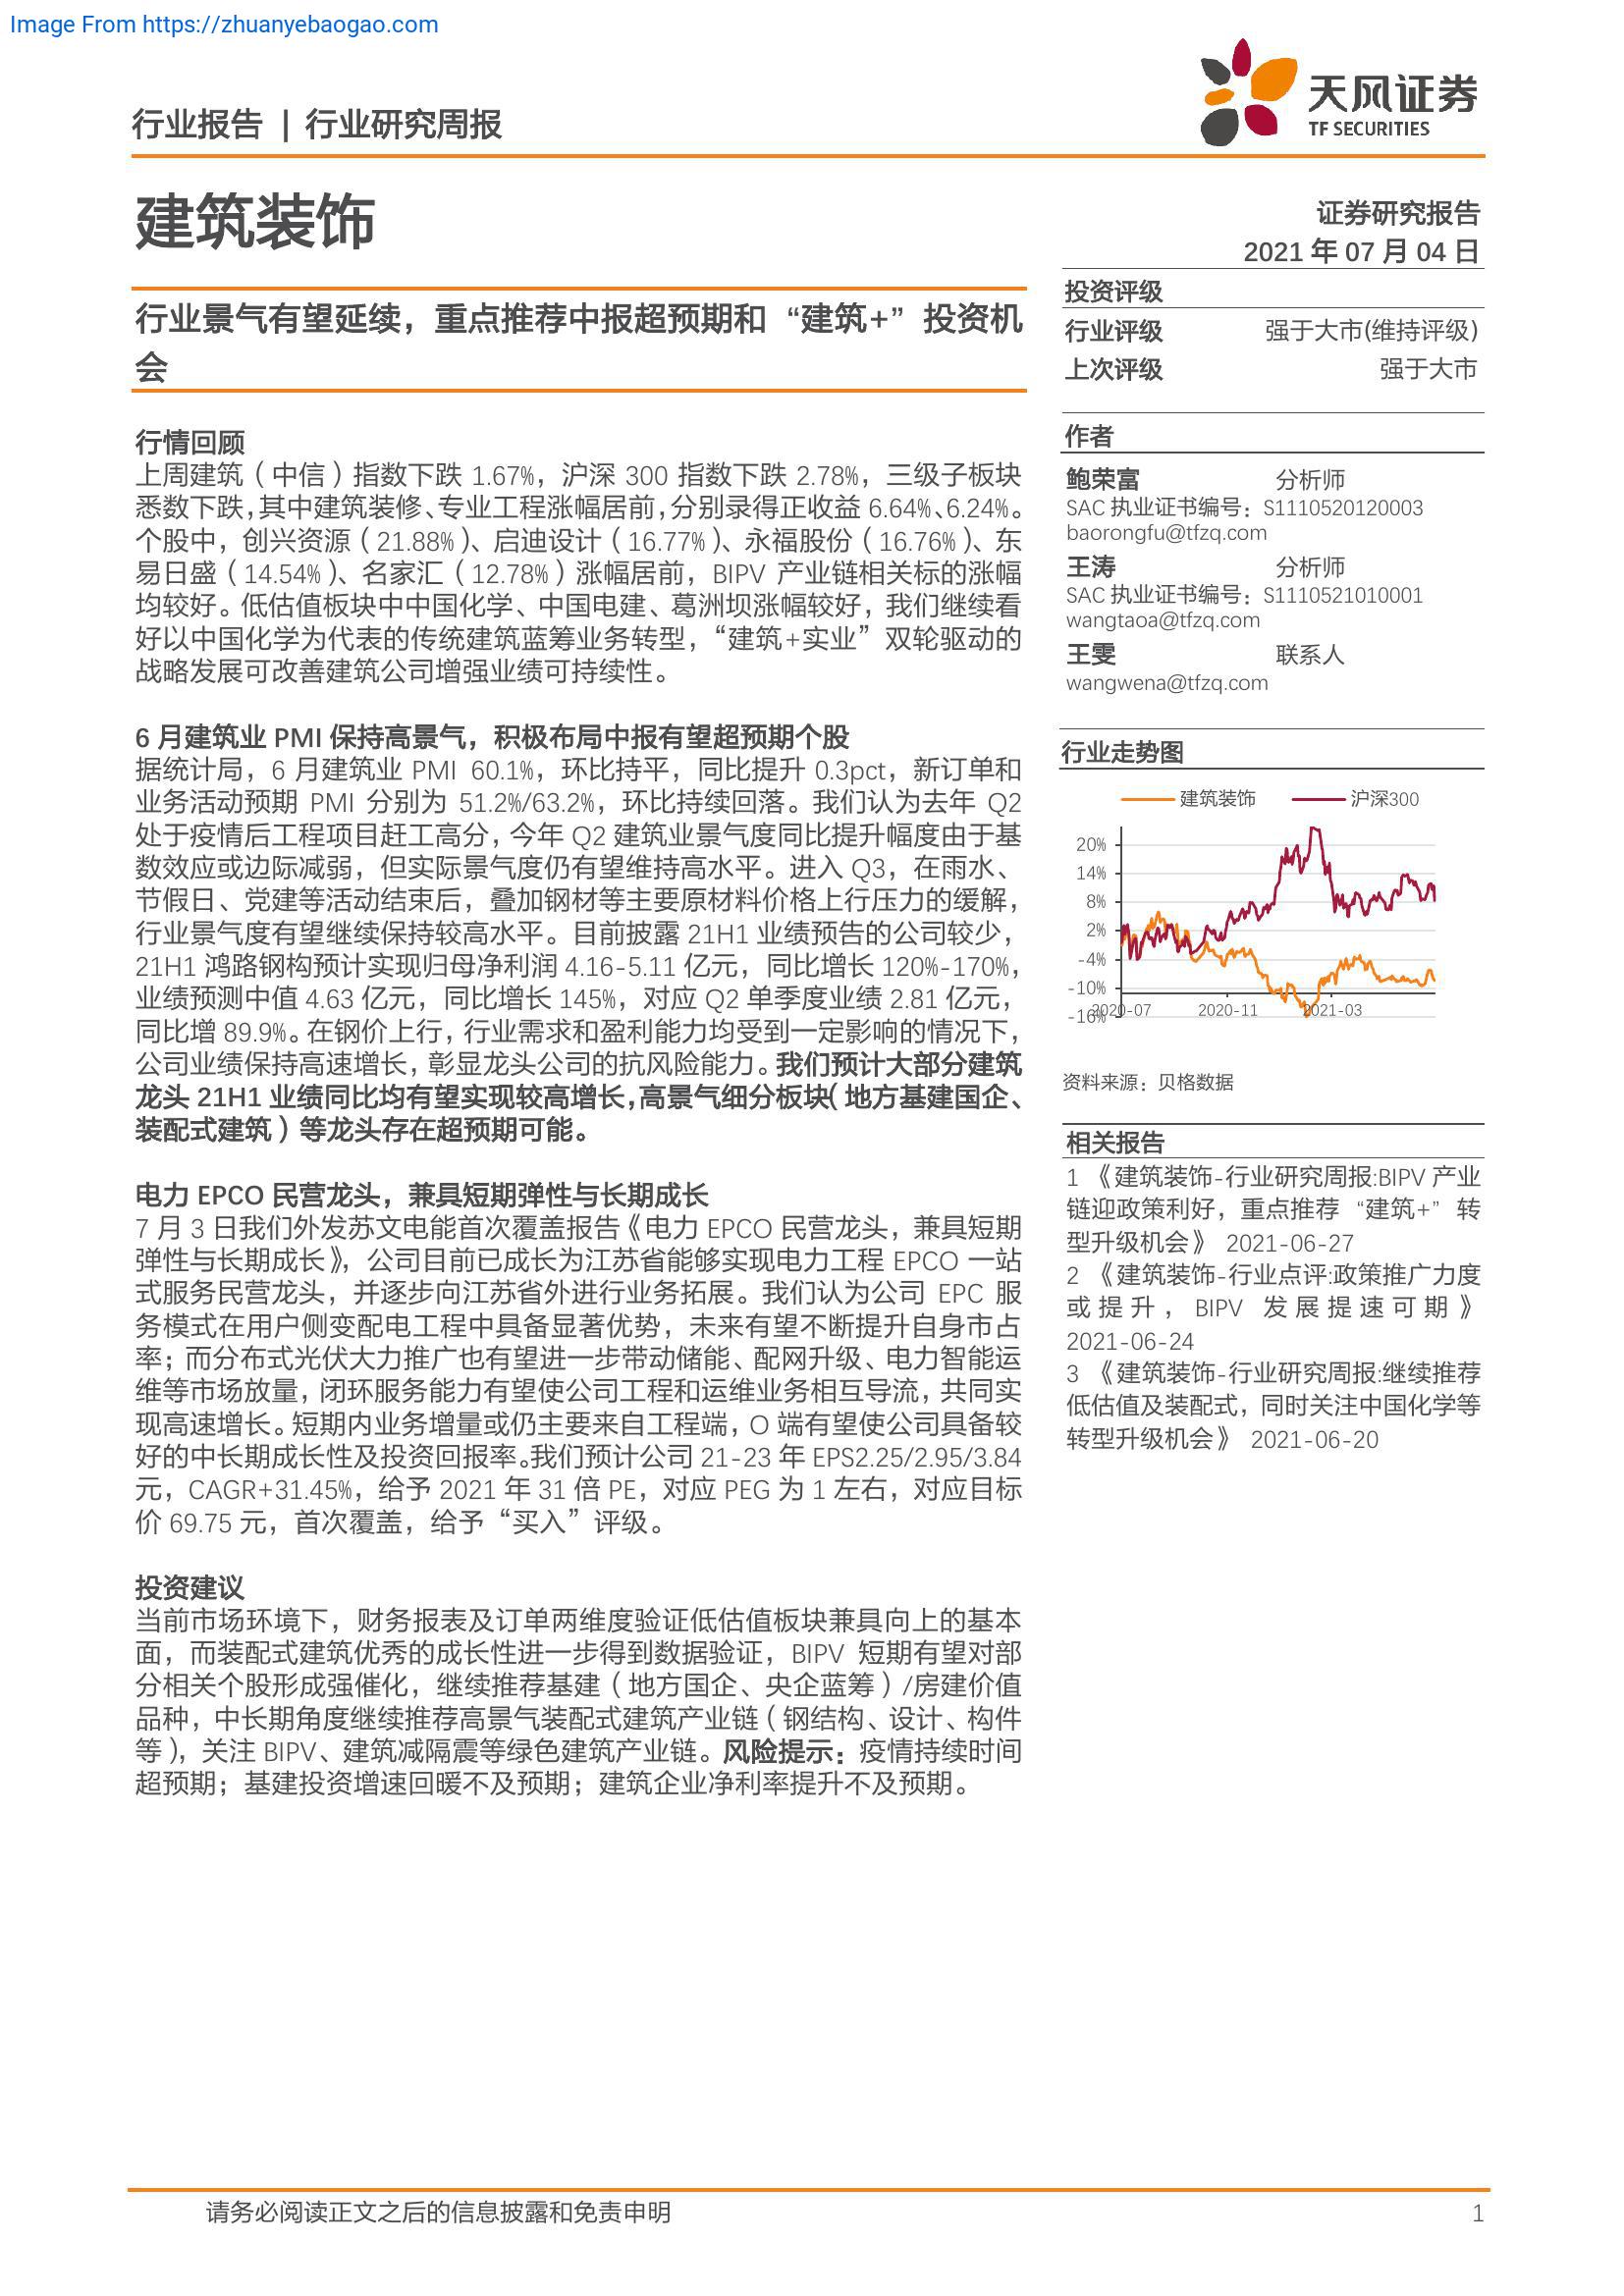 Image From https://zhuanyebaogao.com
行业报告 | 行业研究周报
天风证券
TF SECURITIES
建筑装饰
证券研究报告
2021 年 07 月 04 日
行业景气有望延续，重点推荐中报超预期和“建筑+”投资机
会
行情回顾
上周建筑（中信）指数下跌 1.67%，沪深 300 指数下跌 2.78%，三级子板块
悉数下跌，其中建筑装修、专业工程涨幅居前，分别录得正收益 6.64%、6.24%。
个股中，创兴资源（21.88%）、启迪设计（16.77%）、永福股份（16.76%）、东
易日盛（14.54%）、名家汇（12.78%）涨幅居前，BIPV 产业链相关标的涨幅
均较好。低估值板块中中国化学、中国电建、葛洲坝涨幅较好，我们继续看
好以中国化学为代表的传统建筑蓝筹业务转型，“建筑+实业”双轮驱动的
战略发展可改善建筑公司增强业绩可持续性。
6 月建筑业 PMI 保持高景气，积极布局中报有望超预期个股
据统计局，6 月建筑业 PMI 60.1%，环比持平，同比提升 0.3pct，新订单和
业务活动预期 PMI 分别为 51.2%/63.2%，环比持续回落。我们认为去年 Q2
处于疫情后工程项目赶工高分，今年 Q2 建筑业景气度同比提升幅度由于基
数效应或边际减弱，但实际景气度仍有望维持高水平。进入 Q3，在雨水、
节假日、党建等活动结束后，叠加钢材等主要原材料价格上行压力的缓解，
行业景气度有望继续保持较高水平。目前披露 21H1 业绩预告的公司较少，
21H1 鸿路钢构预计实现归母净利润 4.16-5.11 亿元，同比增长 120%-170%，
业绩预测中值 4.63 亿元，同比增长 145%，对应 Q2 单季度业绩 2.81 亿元，
同比增 89.9%。在钢价上行，行业需求和盈利能力均受到一定影响的情况下，
公司业绩保持高速增长，彰显龙头公司的抗风险能力。我们预计大部分建筑
龙头 21H1 业绩同比均有望实现较高增长，高景气细分板块（地方基建国企、
装配式建筑）等龙头存在超预期可能。
电力 EPCO 民营龙头，兼具短期弹性与长期成长
7 月 3 日我们外发苏文电能首次覆盖报告《电力 EPCO 民营龙头，兼具短期
弹性与长期成长》，公司目前已成长为江苏省能够实现电力工程 EPCO 一站
式服务民营龙头，并逐步向江苏省外进行业务拓展。我们认为公司 EPC 服
务模式在用户侧变配电工程中具备显著优势，未来有望不断提升自身市占
率；而分布式光伏大力推广也有望进一步带动储能、配网升级、电力智能运
维等市场放量，闭环服务能力有望使公司工程和运维业务相互导流，共同实
现高速增长。短期内业务增量或仍主要来自工程端，O 端有望使公司具备较
好的中长期成长性及投资回报率。我们预计公司 21-23 年 EPS2.25/2.95/3.84
元，CAGR+31.45%，给予 2021 年 31 倍 PE，对应 PEG 为 1 左右，对应目标
价 69.75 元，首次覆盖，给予“买入”评级。
投资建议
当前市场环境下，财务报表及订单两维度验证低估值板块兼具向上的基本
面，而装配式建筑优秀的成长性进一步得到数据验证，BIPV 短期有望对部
分相关个股形成强催化，继续推荐基建（地方国企、央企蓝筹）/房建价值
品种，中长期角度继续推荐高景气装配式建筑产业链（钢结构、设计、构件
等），关注 BIPV、建筑减隔震等绿色建筑产业链。风险提示：疫情持续时间
超预期；基建投资增速回暖不及预期；建筑企业净利率提升不及预期。
投资评级
行业评级 强于大市(维持评级)
上次评级 强于大市
作者
鲍荣富 分析师
SAC 执业证书编号：S1110520120003
baorongfu@tfzq.com
王涛 分析师
SAC 执业证书编号：S1110521010001
wangtaoa@tfzq.com
王雯 联系人
wangwena@tfzq.com
行业走势图
建筑装饰 沪深300
20%
14%
8%
2%
-4%
-10%
-16%
2020-07 2020-11 2021-03
资料来源：贝格数据
相关报告
1 《建筑装饰-行业研究周报:BIPV 产业
链迎政策利好，重点推荐“建筑+”转
型升级机会》 2021-06-27
2 《建筑装饰-行业点评:政策推广力度
或提升，BIPV 发展提速可期》
2021-06-24
3 《建筑装饰-行业研究周报:继续推荐
低估值及装配式，同时关注中国化学等
转型升级机会》 2021-06-20
请务必阅读正文之后的信息披露和免责申明 1